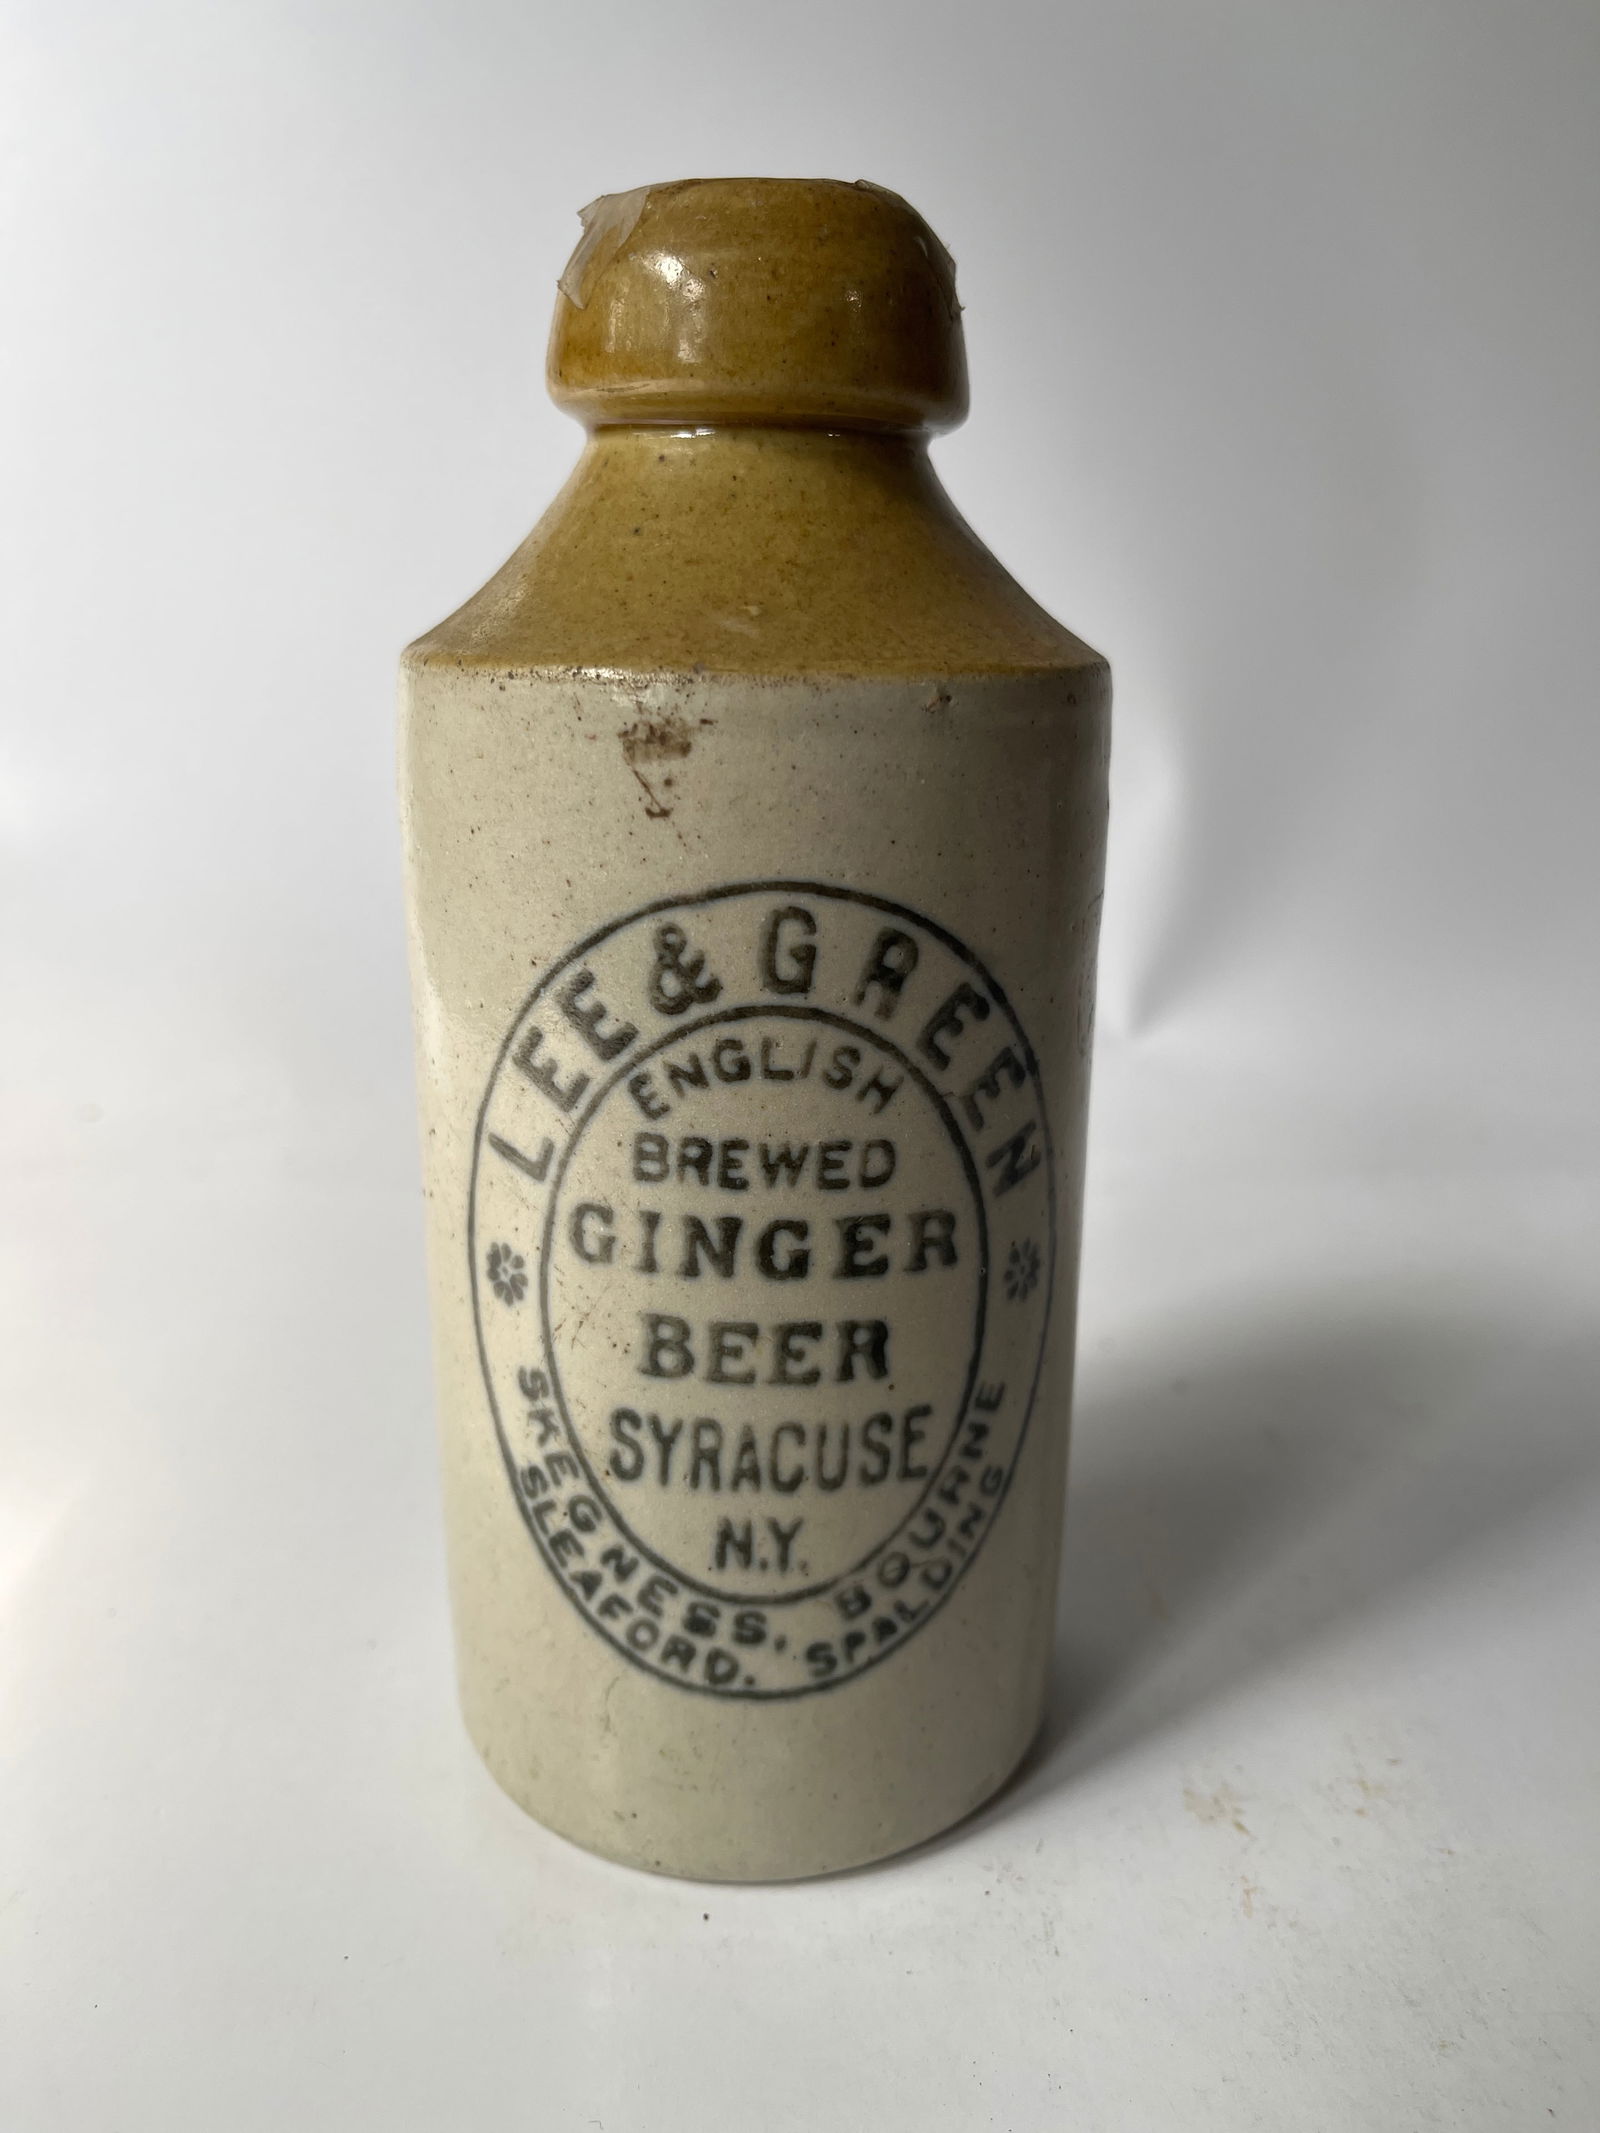 LEE & GREEN
ENGLISH
BREWED
GINGER
BEER
SYRACUSE
N.Y.
SKEGNESS, BOURNE
SLEAFORD. SPALDING